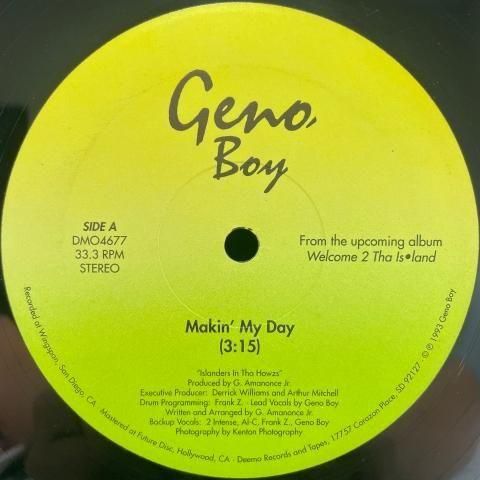 Geno,
Boy
SIDE A
DMO4677
33.3 RPM
STEREO
From the upcoming album
Welcome 2 Tha Is•land
Makin' My Day
(3:15)
"Islanders In Tha Howzs"
Produced by G. Amanonce Jr.
Executive Producer: Derrick Williams and Arthur Mitchell
Drum Programming: Frank Z. · Lead Vocals by Geno Boy
Written and Arranged by G. Amanonce Jr.
Backup Vocals: 2 Intense, Al-C, Frank Z., Geno Boy
Photography by Kenton Photography
Recorded at Wingspan, San Diego, CA · Mastered at Future Disc, Hollywood, CA · Deemo Records and Tapes, 17757 Corazon Place, SD 92127 · © ℗ 1993 Geno Boy